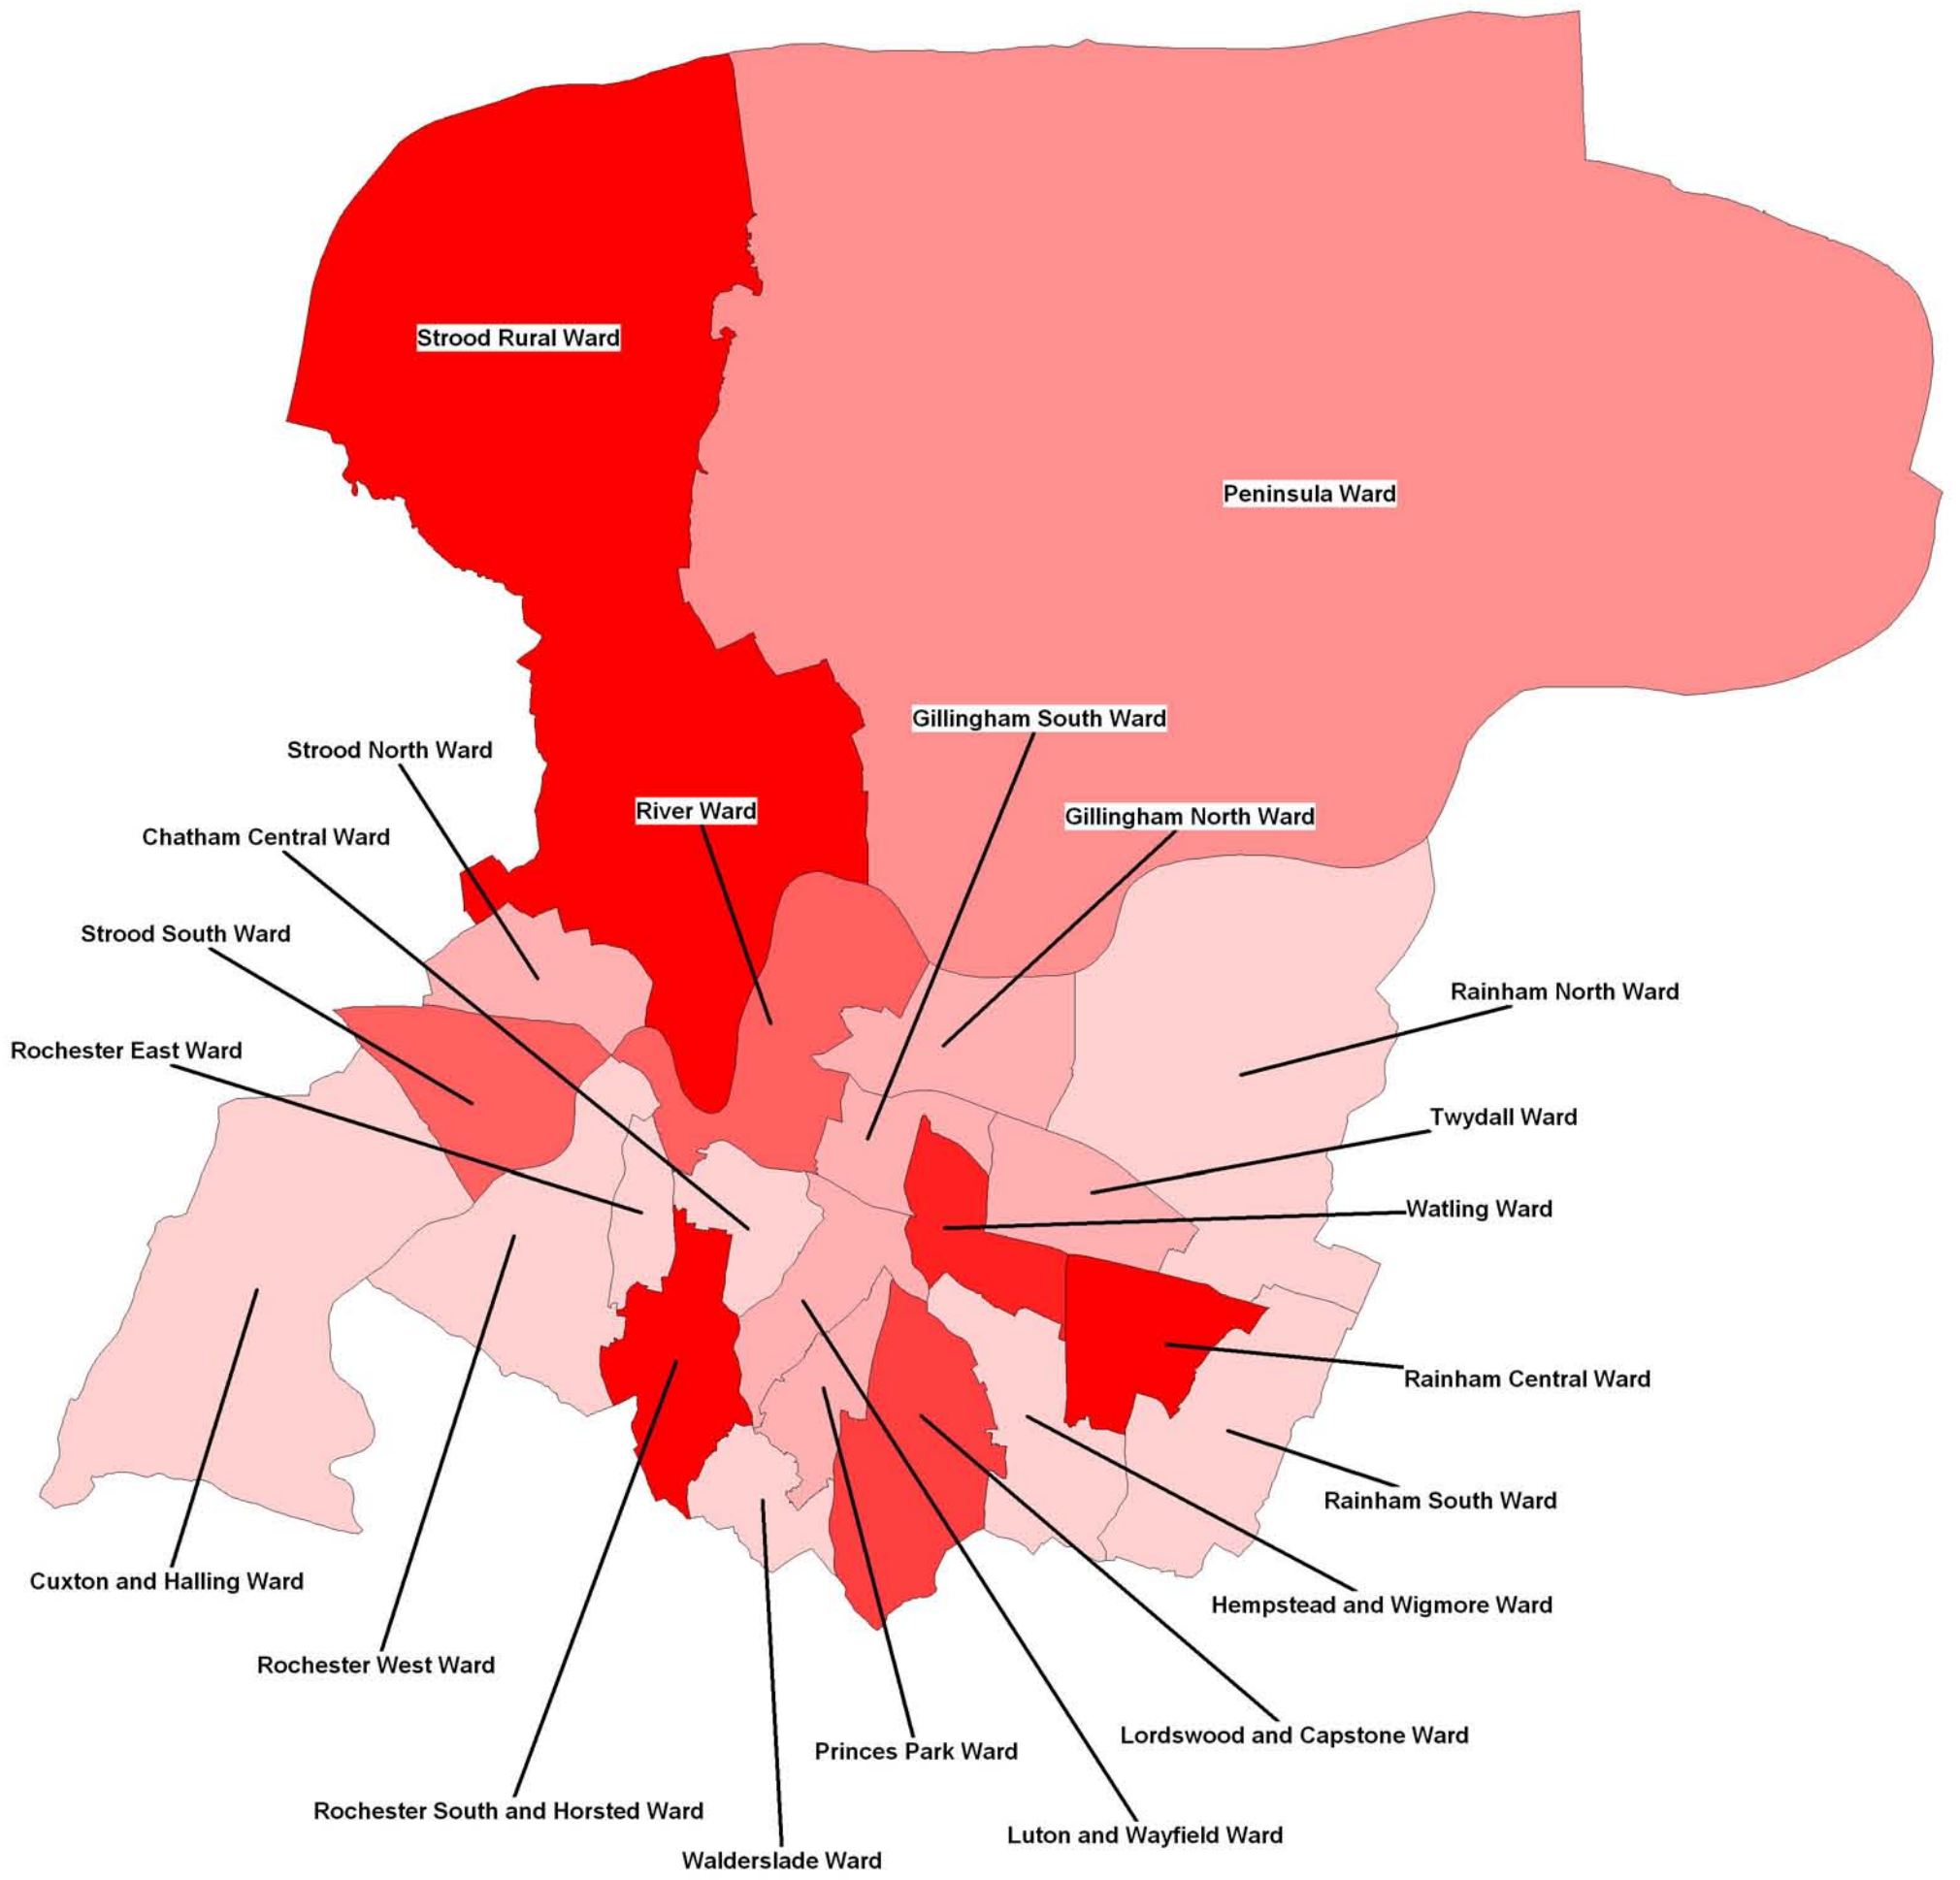 Strood Rural Ward
Peninsula Ward
Gillingham South Ward
Strood North Ward
River Ward
Gillingham North Ward
Chatham Central Ward
Strood South Ward
Rainham North Ward
Rochester East Ward
Twydall Ward
Watling Ward
Rainham Central Ward
Rainham South Ward
Cuxton and Halling Ward
Hempstead and Wigmore Ward
Rochester West Ward
Lordswood and Capstone Ward
Princes Park Ward
Rochester South and Horsted Ward
Luton and Wayfield Ward
Walderslade Ward